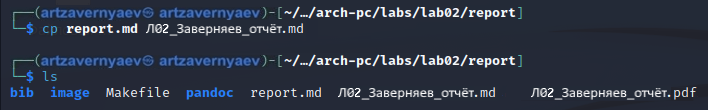 ┌──(artzavernyaev㉿ artzavernyaev)-[~/…/arch-pc/labs/lab02/report]
└─$ cp report.md Л02_Заверняев_отчёт.md
┌──(artzavernyaev㉿ artzavernyaev)-[~/…/arch-pc/labs/lab02/report]
└─$ ls
bib image Makefile pandoc report.md Л02_Заверняев_отчёт.md Л02_Заверняев_отчёт.pdf